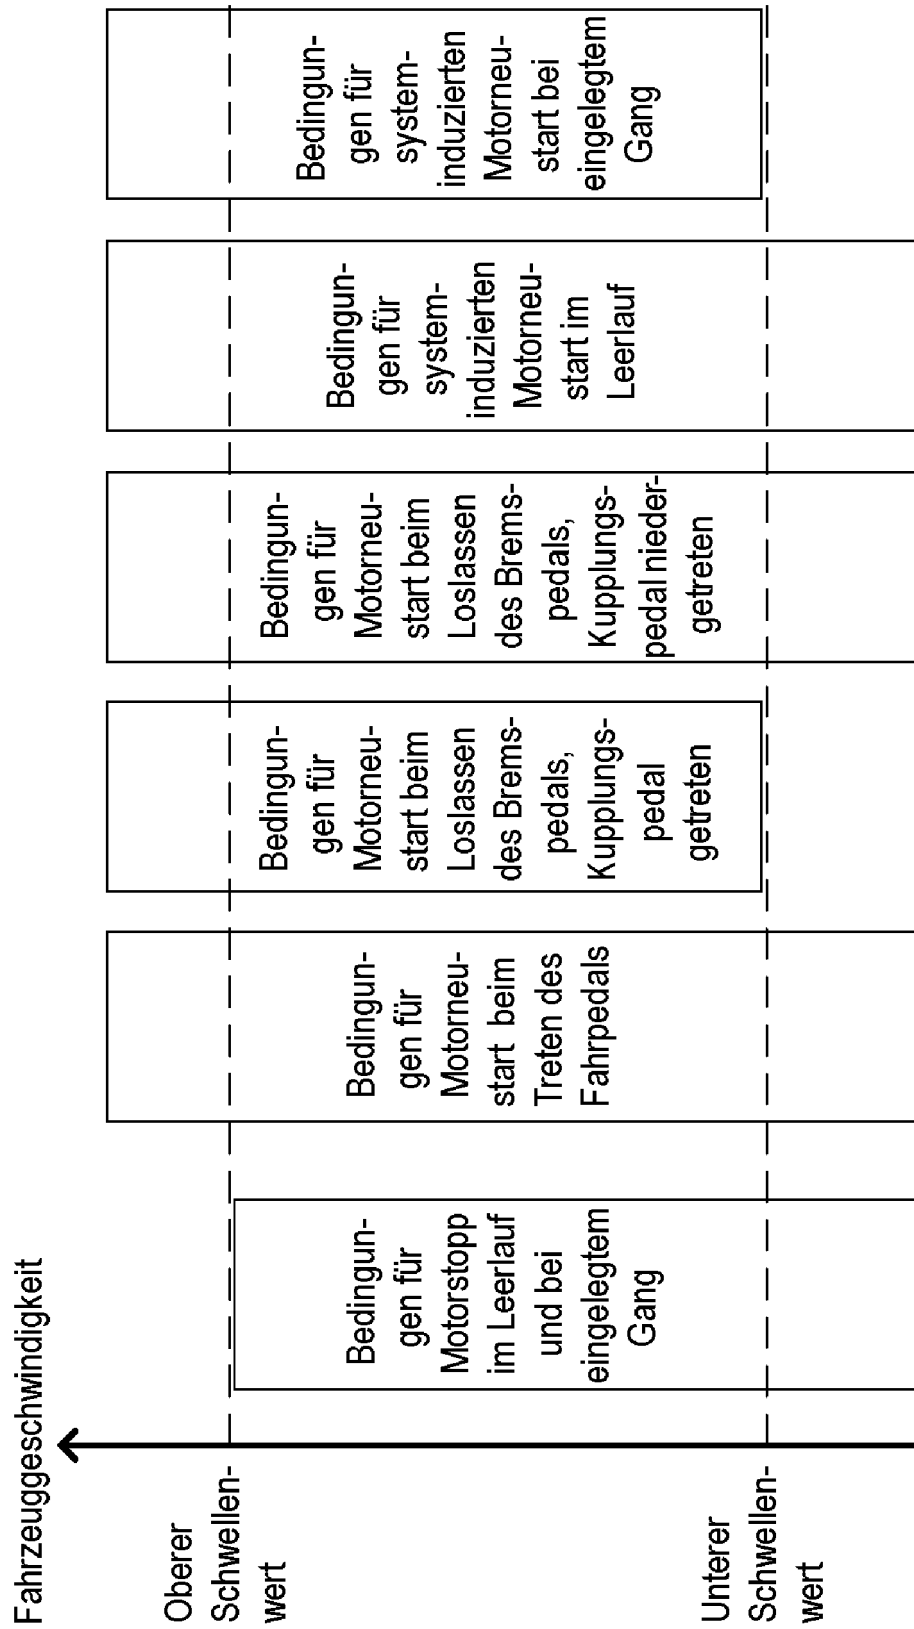 Fahrzeuggeschwindigkeit
Oberer
Schwellen-
wert
Unterer
Schwellen-
wert
Bedingun-
gen für
Motorstopp
im Leerlauf
und bei
eingelegtem
Gang
Bedingun-
gen für
Motorneu-
start beim
Treten des
Fahrpedals
Bedingun-
gen für
Motorneu-
start beim
Loslassen
des Brems-
pedals,
Kupplungs-
pedal
getreten
Bedingun-
gen für
Motorneu-
start beim
Loslassen
des Brems-
pedals,
Kupplungs-
pedal nieder-
getreten
Bedingun-
gen für
system-
induzierten
Motorneu-
start im
Leerlauf
Bedingun-
gen für
system-
induzierten
Motorneu-
start bei
eingelegtem
Gang